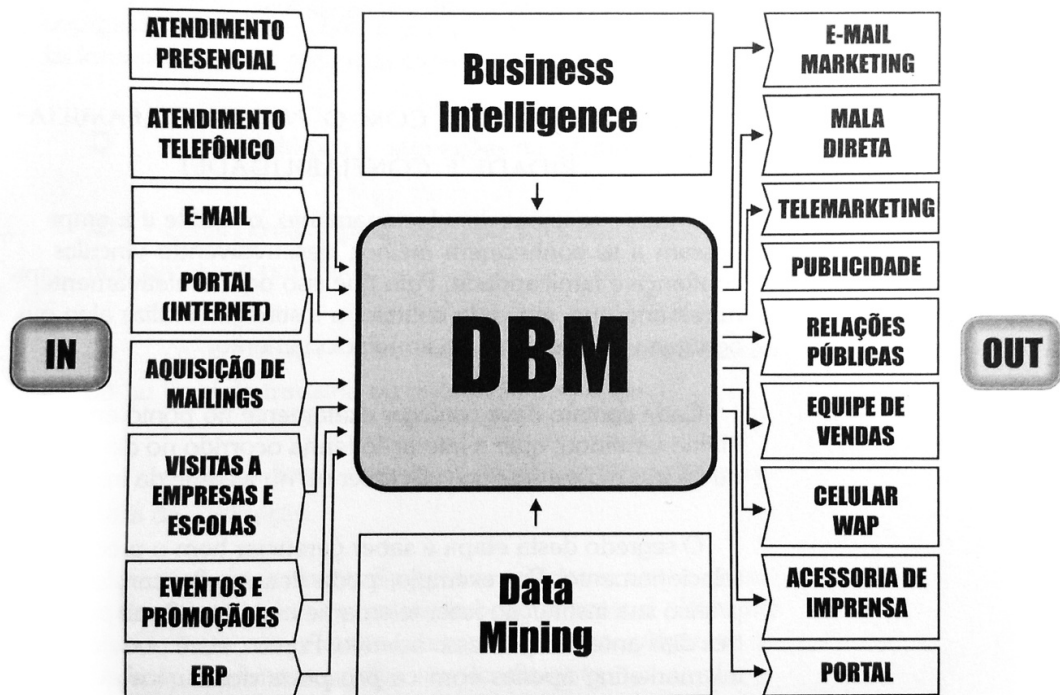 IN
ATENDIMENTO
PRESENCIAL
ATENDIMENTO
TELEFÔNICO
E-MAIL
PORTAL
(INTERNET)
AQUISIÇÃO DE
MAILINGS
VISITAS A
EMPRESAS E
ESCOLAS
EVENTOS E
PROMOÇÃOES
ERP
Business
Intelligence
DBM
Data
Mining
E-MAIL
MARKETING
MALA
DIRETA
TELEMARKETING
PUBLICIDADE
RELAÇÕES
PÚBLICAS
EQUIPE DE
VENDAS
CELULAR
WAP
ACESSORIA DE
IMPRENSA
PORTAL
OUT